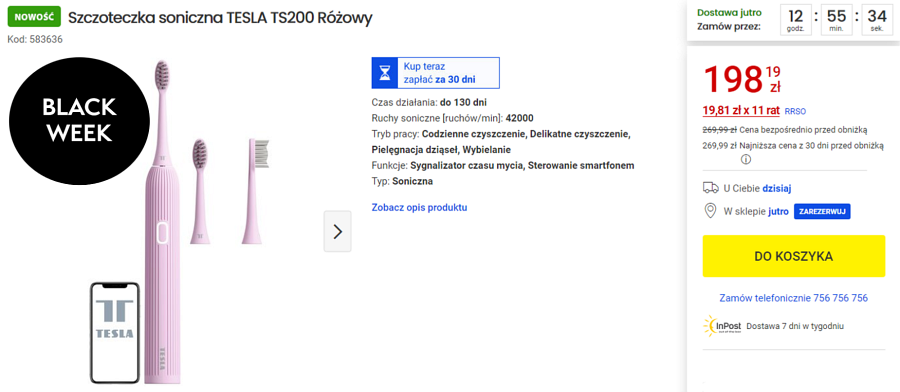 NOWOŚĆ Szczoteczka soniczna TESLA TS200 Różowy
Kod: 583636
BLACK
WEEK
TESLA
TESLA
Kup teraz
zapłać za 30 dni
Czas działania: do 130 dni
Ruchy soniczne [ruchów/min]: 42000
Tryb pracy: Codzienne czyszczenie, Delikatne czyszczenie,
Pielęgnacja dziąseł, Wybielanie
Funkcje: Sygnalizator czasu mycia, Sterowanie smartfonem
Typ: Soniczna
Zobacz opis produktu
Dostawa jutro
Zamów przez:
12 : 55 : 34
godz. min. sek.
198 19 zł
19,81 zł x 11 rat RRSO
269,99 zł Cena bezpośrednio przed obniżką
269,99 zł Najniższa cena z 30 dni przed obniżką
U Ciebie dzisiaj
W sklepie jutro ZAREZERWUJ
DO KOSZYKA
Zamów telefonicznie 756 756 756
InPost Dostawa 7 dni w tygodniu